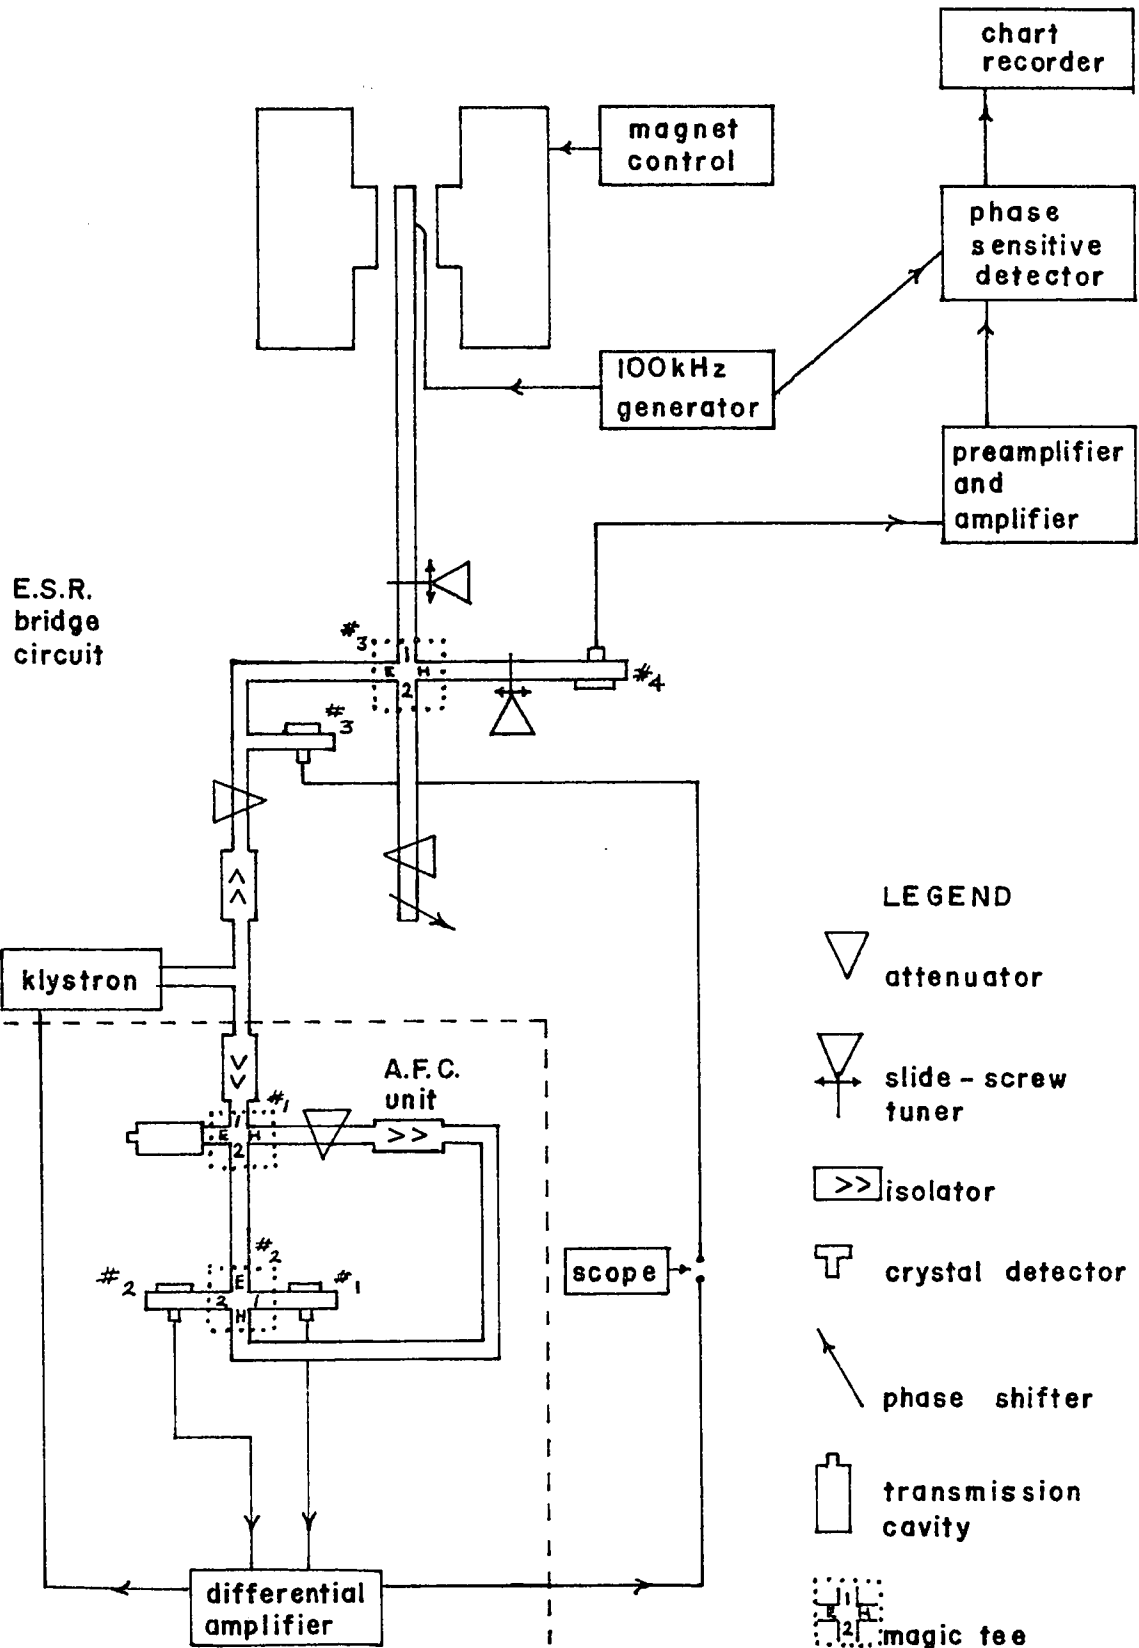 chart
recorder
magnet
control
phase
sensitive
detector
100kHz
generator
preamplifier
and
amplifier
E.S.R.
bridge
circuit
#3
1
E H
2
#4
#3
LEGEND
klystron
attenuator
A.F.C.
unit
slide-screw
tuner
#1
1
E H
2
>>
>> isolator
#2
#2
E
2 1
H
#1
scope
crystal detector
phase shifter
transmission
cavity
differential
amplifier
1
E H
2
magic tee